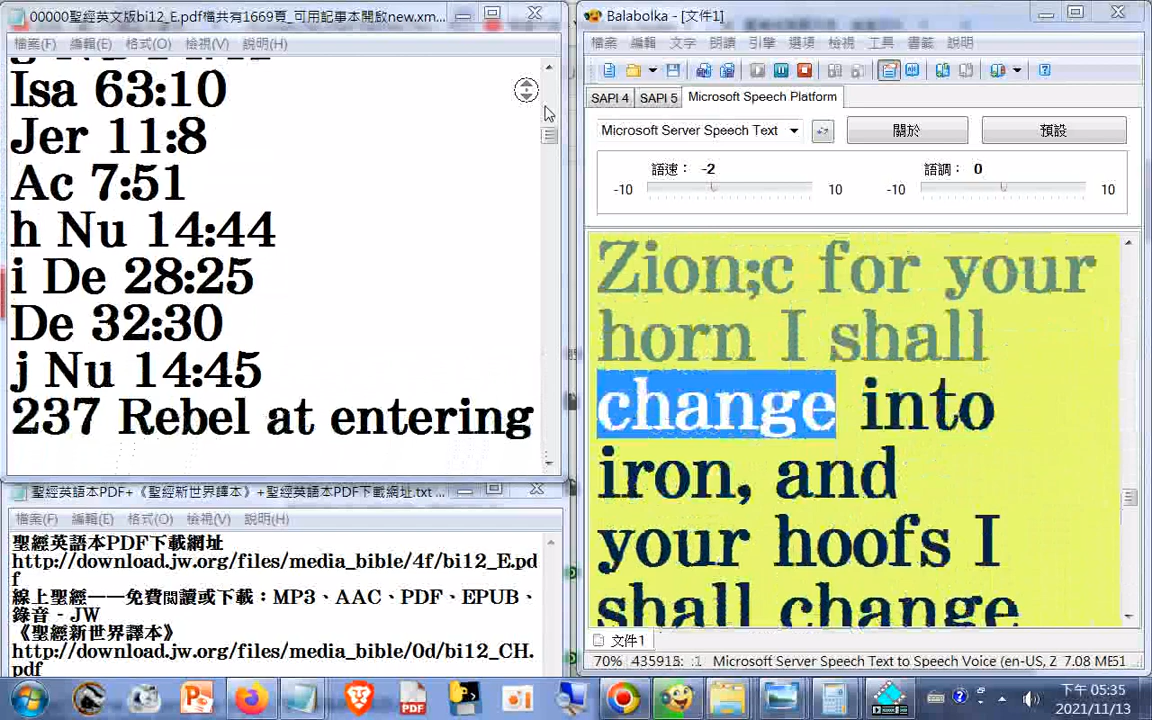 00000聖經英文版bi12_E.pdf檔共有1669頁_可用記事本開啟new.xm...
檔案(F) 編輯(E) 格式(O) 檢視(V) 說明(H)
Isa 63:10
Jer 11:8
Ac 7:51
h Nu 14:44
i De 28:25
De 32:30
j Nu 14:45
237 Rebel at entering
聖經英語本PDF+《聖經新世界譯本》+聖經英語本PDF下載網址.txt ...
檔案(F) 編輯(E) 格式(O) 檢視(V) 說明(H)
聖經英語本PDF下載網址
http://download.jw.org/files/media_bible/4f/bi12_E.pd
f
線上聖經——免費閱讀或下載：MP3、AAC、PDF、EPUB、
錄音 - JW
《聖經新世界譯本》
http://download.jw.org/files/media_bible/0d/bi12_CH.
pdf
Balabolka - [文件1]
檔案 編輯 文字 朗讀 引擎 選項 檢視 工具 書籤 說明
SAPI 4 SAPI 5 Microsoft Speech Platform
Microsoft Server Speech Text 關於 預設
語速： -2 語調： 0
-10 10 -10 10
Zion;c for your
horn I shall
change into
iron, and
your hoofs I
shall change
文件1
70% 435915: :1 Microsoft Server Speech Text to Speech Voice (en-US, Z 7.08 ME51
下午 05:35
2021/11/13